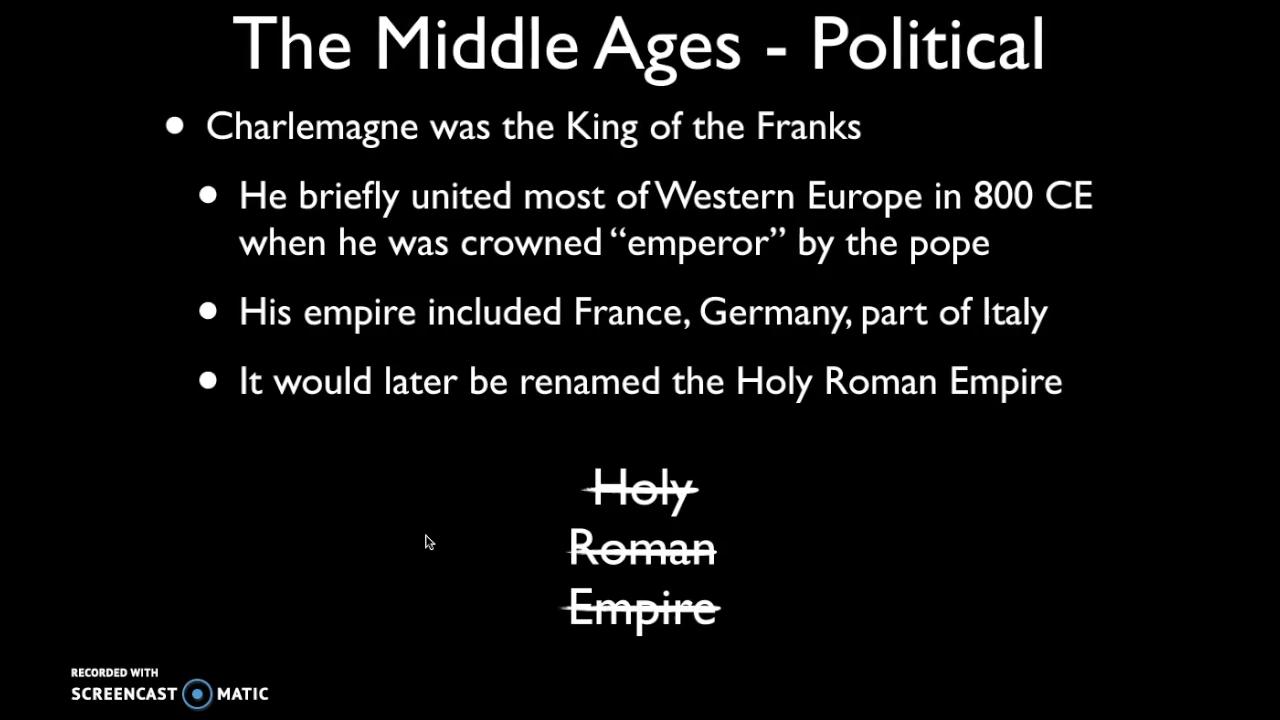 The Middle Ages - Political
• Charlemagne was the King of the Franks
• He briefly united most of Western Europe in 800 CE
when he was crowned “emperor” by the pope
• His empire included France, Germany, part of Italy
• It would later be renamed the Holy Roman Empire
Holy
Roman
Empire
RECORDED WITH
SCREENCAST MATIC